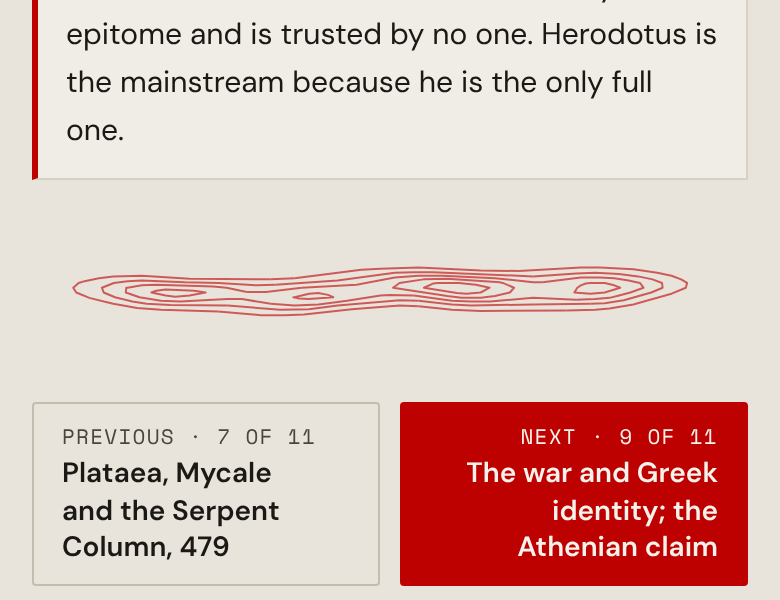 epitome and is trusted by no one. Herodotus is
the mainstream because he is the only full
one.
PREVIOUS · 7 OF 11
Plataea, Mycale
and the Serpent
Column, 479
NEXT · 9 OF 11
The war and Greek
identity; the
Athenian claim